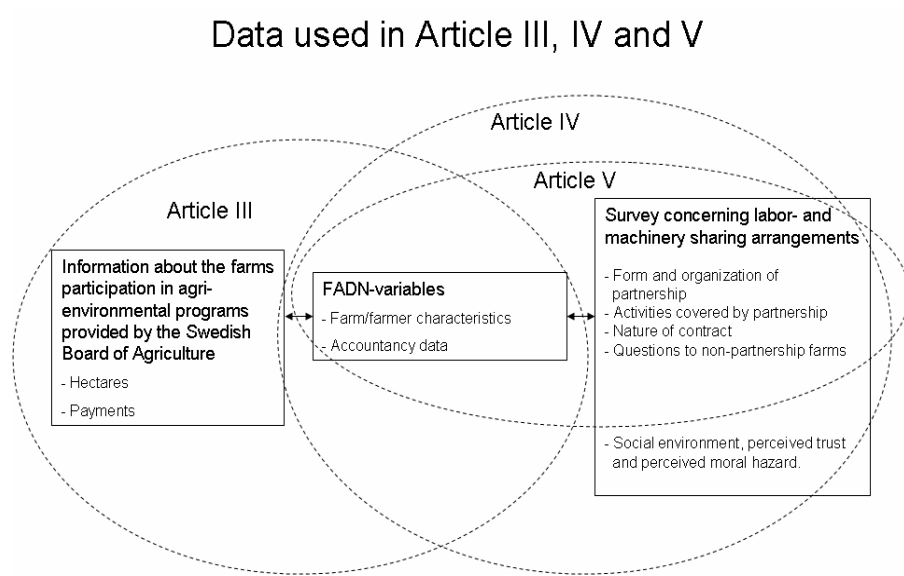 Data used in Article III, IV and V
Article IV
Article V
Article III
Information about the farms
participation in agri-
environmental programs
provided by the Swedish
Board of Agriculture
- Hectares
- Payments
FADN-variables
- Farm/farmer characteristics
- Accountancy data
Survey concerning labor- and
machinery sharing arrangements
- Form and organization of
partnership
- Activities covered by partnership
- Nature of contract
- Questions to non-partnership farms
- Social environment, perceived trust
and perceived moral hazard.